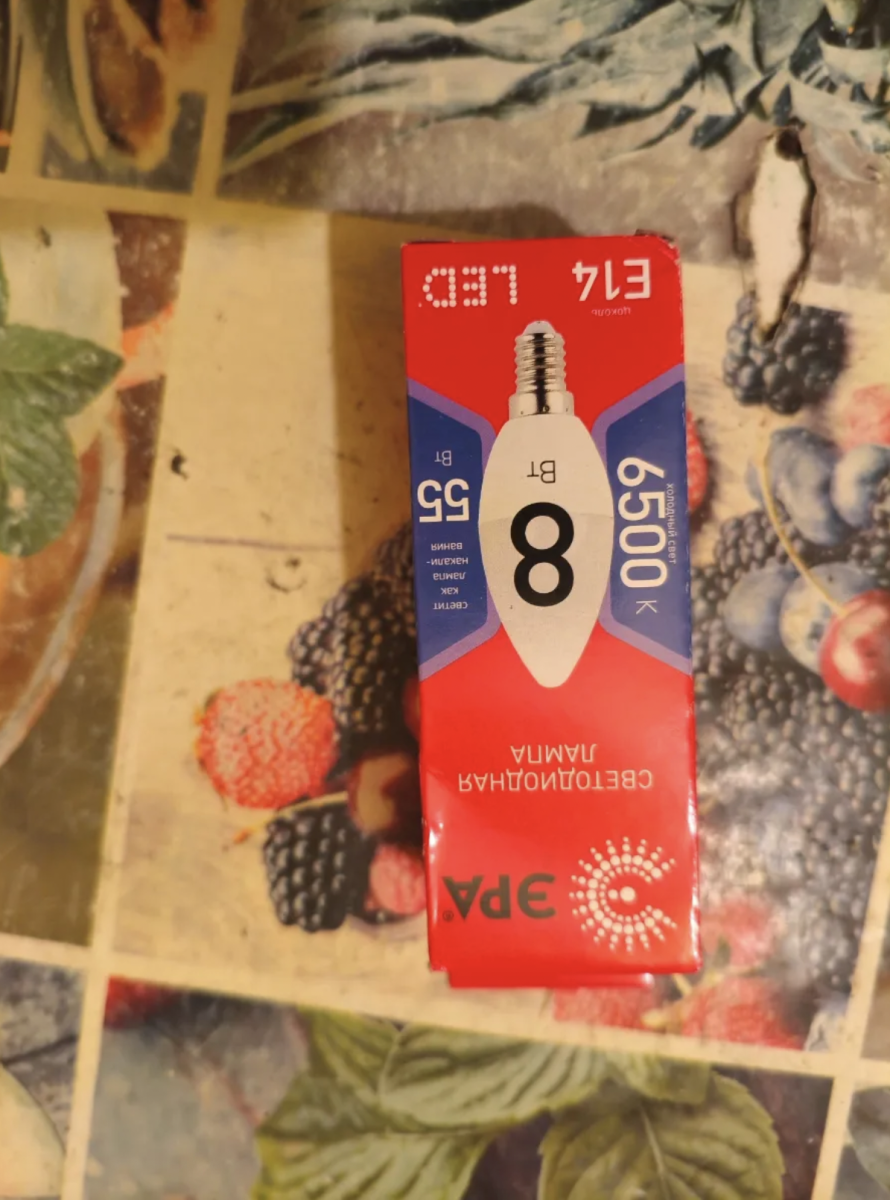 ЭРА®
СВЕТОДИОДНАЯ
ЛАМПА
6500 К
холодный свет
8
Вт
светит
как
лампа
накали-
вания
55
Вт
цоколь
E14
LED